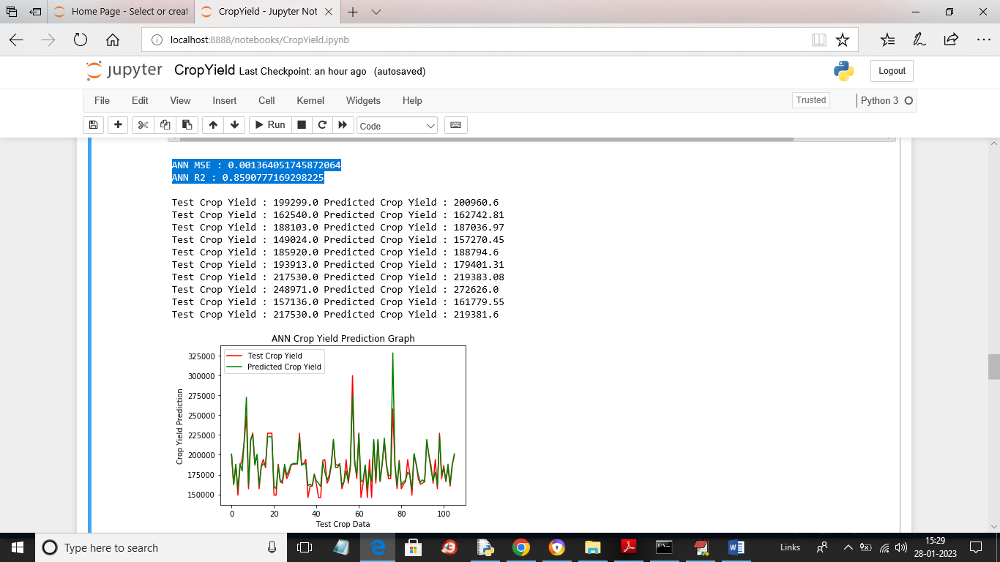 Home Page - Select or creat
CropYield - Jupyter Not
localhost:8888/notebooks/CropYield.ipynb
jupyter CropYield Last Checkpoint: an hour ago (autosaved)
Logout
File Edit View Insert Cell Kernel Widgets Help
Trusted
Python 3
Run
Code
ANN MSE : 0.001364051745872064
ANN R2 : 0.8590777169298225
Test Crop Yield : 199299.0 Predicted Crop Yield : 200960.6
Test Crop Yield : 162540.0 Predicted Crop Yield : 162742.81
Test Crop Yield : 188103.0 Predicted Crop Yield : 187036.97
Test Crop Yield : 149024.0 Predicted Crop Yield : 157270.45
Test Crop Yield : 185920.0 Predicted Crop Yield : 188794.6
Test Crop Yield : 193913.0 Predicted Crop Yield : 179401.31
Test Crop Yield : 217530.0 Predicted Crop Yield : 219383.08
Test Crop Yield : 248971.0 Predicted Crop Yield : 272626.0
Test Crop Yield : 157136.0 Predicted Crop Yield : 161779.55
Test Crop Yield : 217530.0 Predicted Crop Yield : 219381.6
ANN Crop Yield Prediction Graph
Test Crop Yield
Predicted Crop Yield
Crop Yield Prediction
325000
300000
275000
250000
225000
200000
175000
150000
0 20 40 60 80 100
Test Crop Data
Type here to search
Links
15:29
28-01-2023